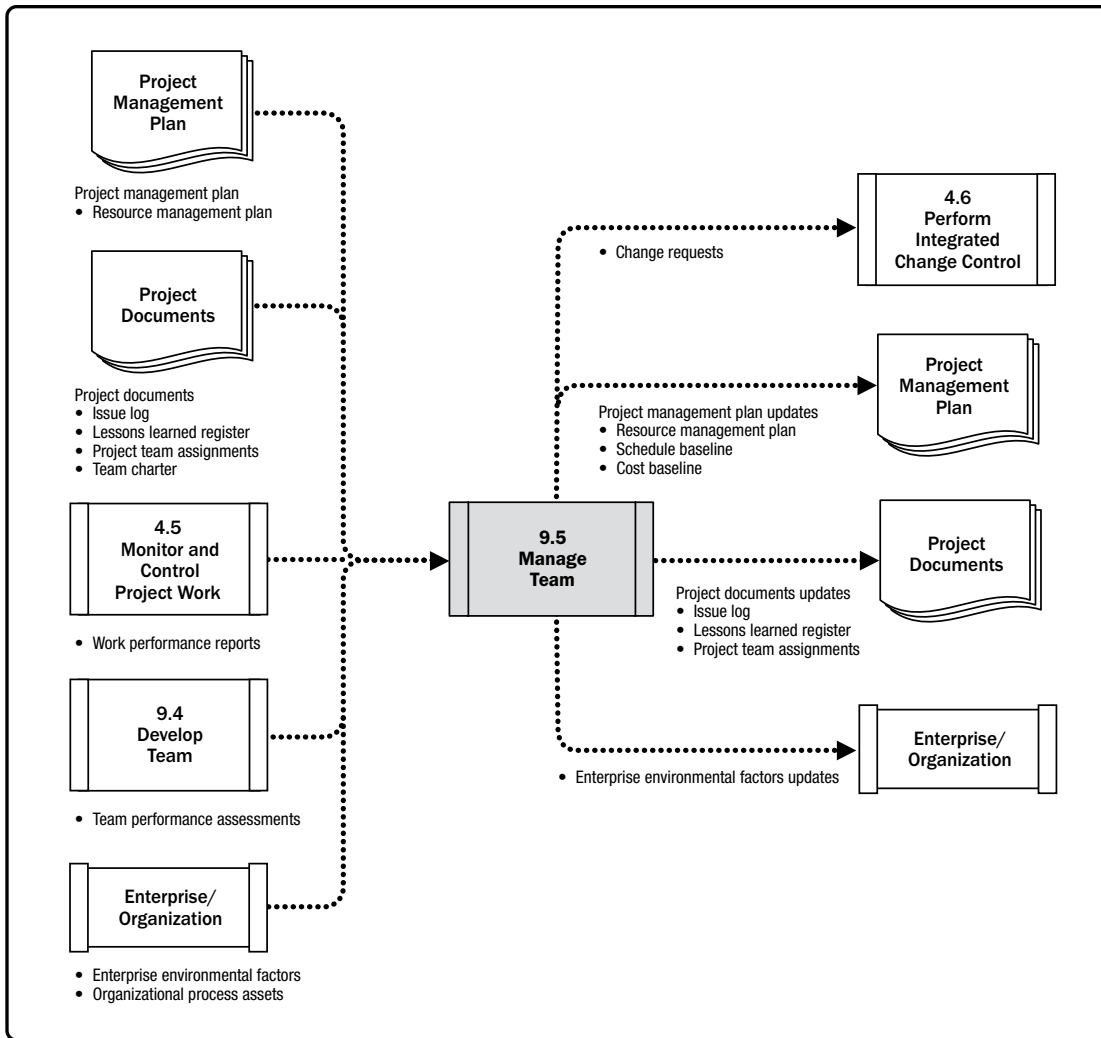 Project
Management
Plan
Project management plan
• Resource management plan
Project
Documents
Project documents
• Issue log
• Lessons learned register
• Project team assignments
• Team charter
4.5
Monitor and
Control
Project Work
• Work performance reports
9.4
Develop
Team
• Team performance assessments
Enterprise/
Organization
• Enterprise environmental factors
• Organizational process assets
9.5
Manage
Team
• Change requests
4.6
Perform
Integrated
Change Control
Project management plan updates
• Resource management plan
• Schedule baseline
• Cost baseline
Project
Management
Plan
Project documents updates
• Issue log
• Lessons learned register
• Project team assignments
Project
Documents
• Enterprise environmental factors updates
Enterprise/
Organization